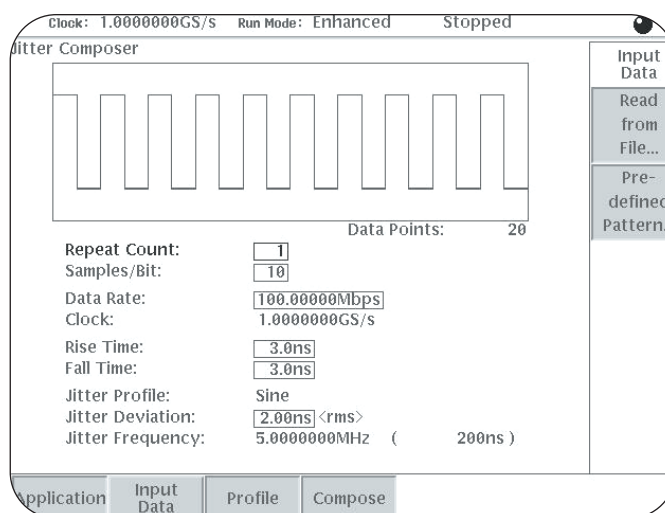 Clock: 1.0000000GS/s Run Mode: Enhanced Stopped
Jitter Composer
Input
Data
Read
from
File...
Pre-
defined
Pattern.
Data Points: 20
Repeat Count: 1
Samples/Bit: 10
Data Rate: 100.00000Mbps
Clock: 1.0000000GS/s
Rise Time: 3.0ns
Fall Time: 3.0ns
Jitter Profile: Sine
Jitter Deviation: 2.00ns <rms>
Jitter Frequency: 5.0000000MHz ( 200ns )
Application
Input
Data
Profile
Compose